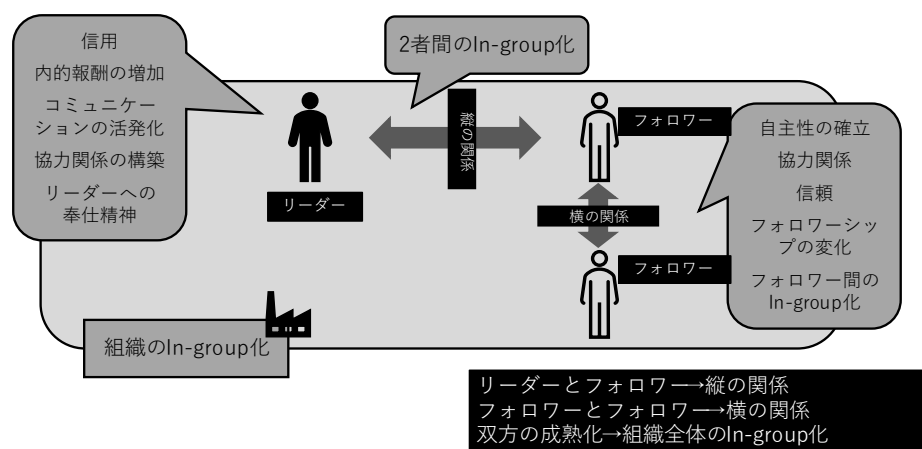 信用
内的報酬の増加
コミュニケー
ションの活発化
協力関係の構築
リーダーへの
奉仕精神
2者間のIn-group化
縦の関係
リーダー
フォロワー
横の関係
フォロワー
自主性の確立
協力関係
信頼
フォロワーシッ
プの変化
フォロワー間の
In-group化
組織のIn-group化
リーダーとフォロワー→縦の関係
フォロワーとフォロワー→横の関係
双方の成熟化→組織全体のIn-group化